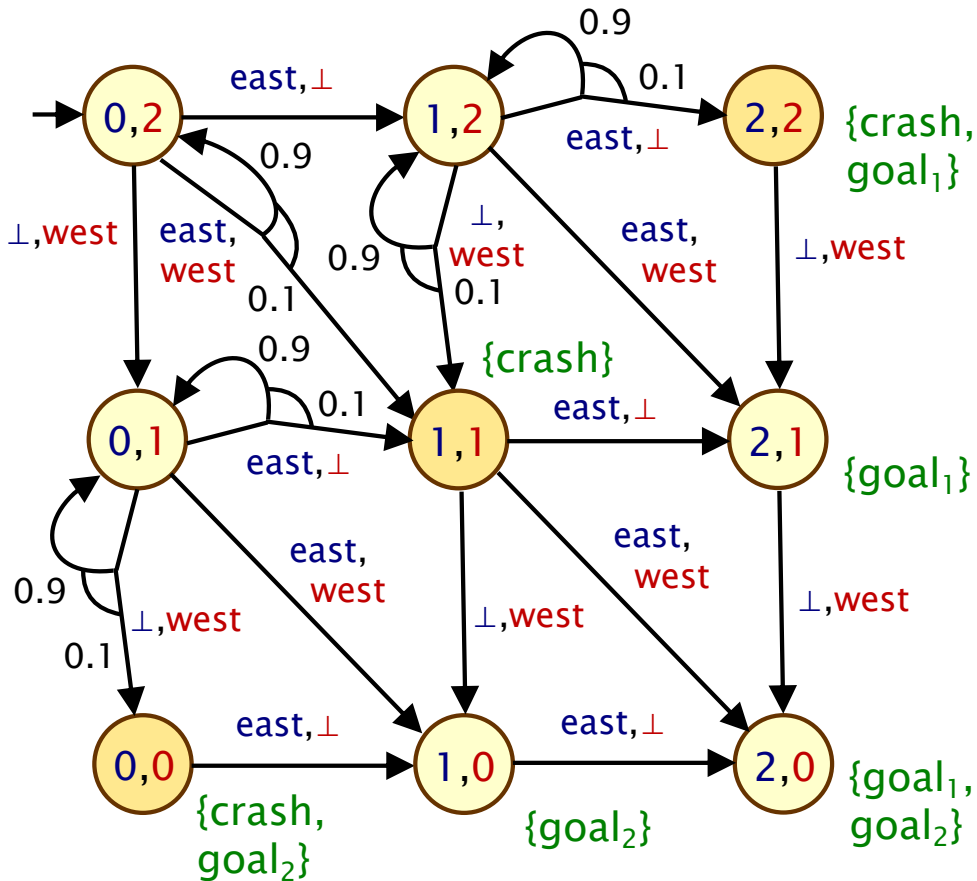 0.9
east,⊥
0.1
0,2
1,2
2,2
{crash,
goal₁}
east,⊥
0.9
⊥,west
east,
west
⊥,
west
east,
west
⊥,west
0.9
0.1
0.1
0.9
{crash}
0.1
east,⊥
0,1
1,1
2,1
east,⊥
{goal₁}
east,
west
east,
west
0.9
⊥,west
⊥,west
⊥,west
0.1
east,⊥
east,⊥
0,0
1,0
2,0
{crash,
goal₂}
{goal₂}
{goal₁,
goal₂}